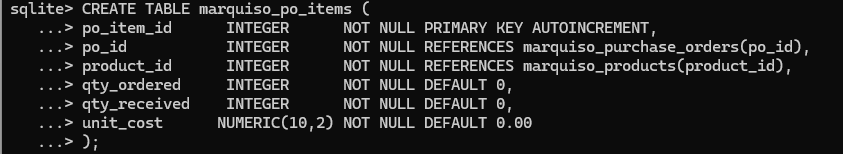 sqlite> CREATE TABLE marquiso_po_items (
...> po_item_id INTEGER NOT NULL PRIMARY KEY AUTOINCREMENT,
...> po_id INTEGER NOT NULL REFERENCES marquiso_purchase_orders(po_id),
...> product_id INTEGER NOT NULL REFERENCES marquiso_products(product_id),
...> qty_ordered INTEGER NOT NULL DEFAULT 0,
...> qty_received INTEGER NOT NULL DEFAULT 0,
...> unit_cost NUMERIC(10,2) NOT NULL DEFAULT 0.00
...> );